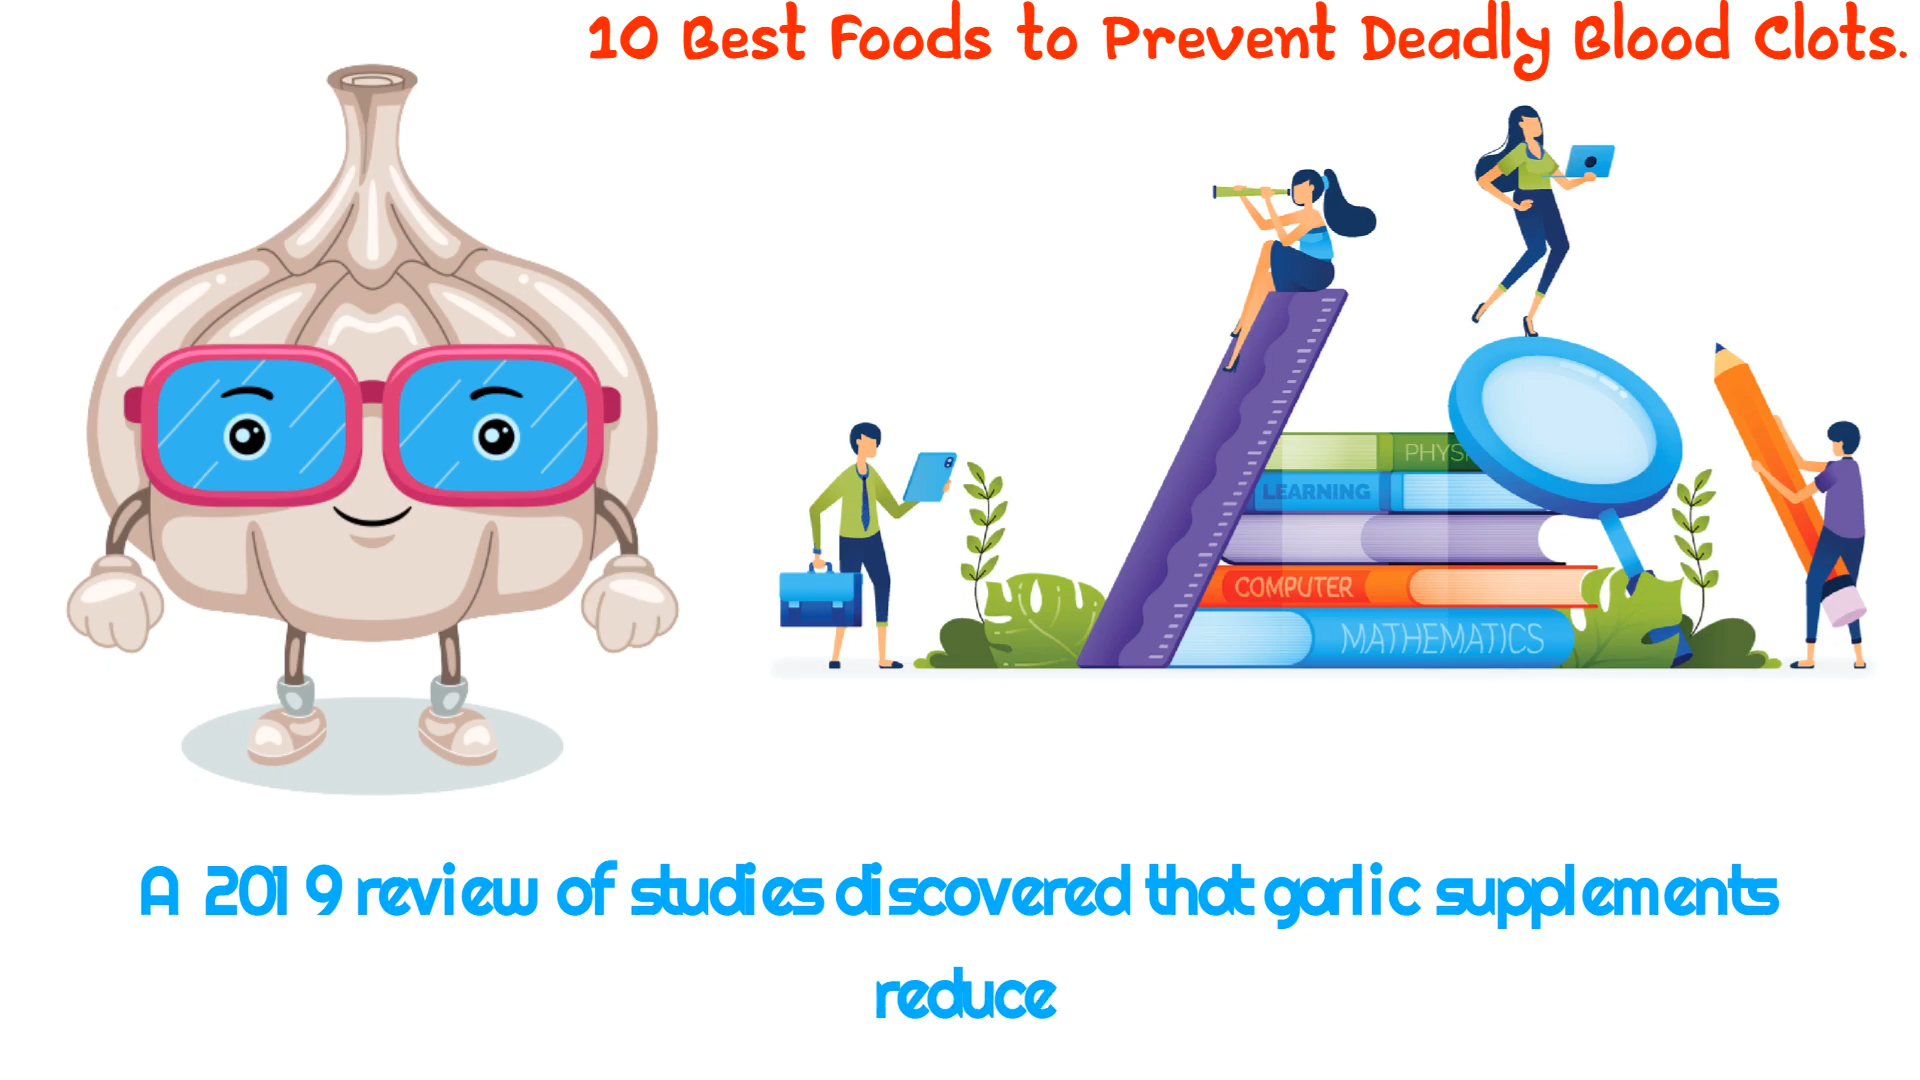 10 Best Foods to Prevent Deadly Blood Clots.
PHYS
LEARNING
COMPUTER
MATHEMATICS
A 2019 review of studies discovered that garlic supplements
reduce